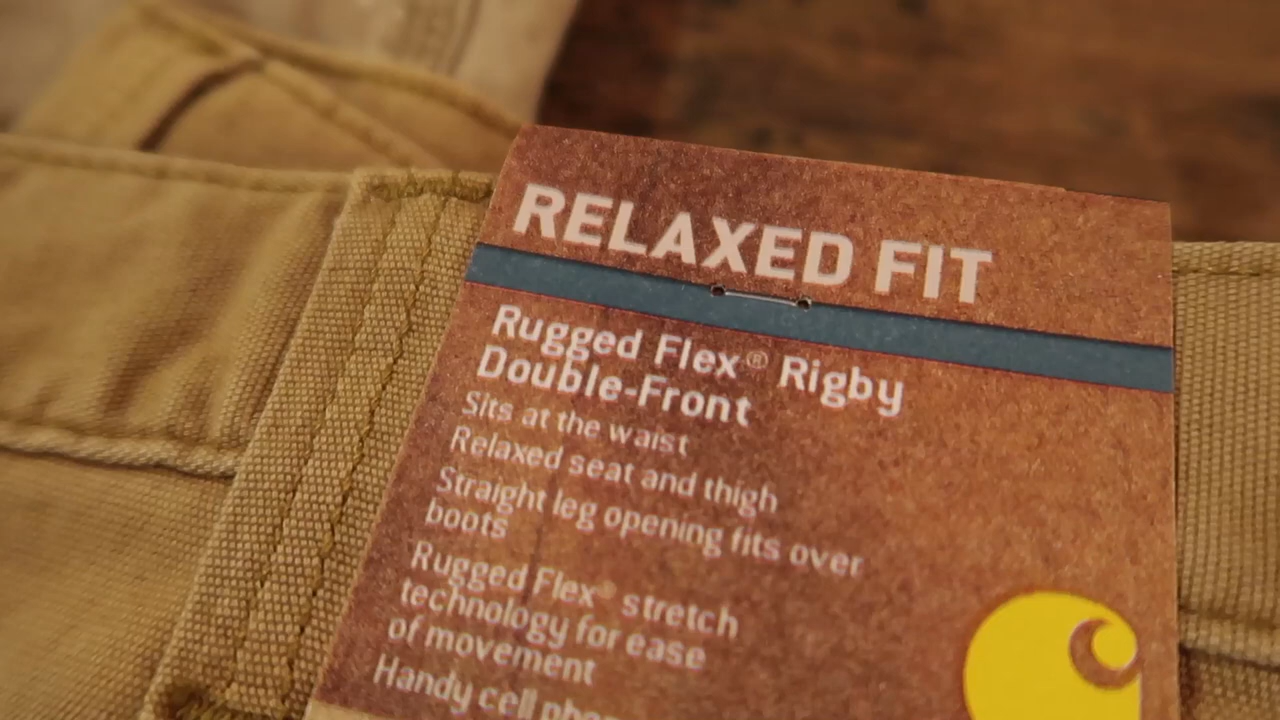 RELAXED FIT
Rugged Flex® Rigby
Double-Front
Sits at the waist
Relaxed seat and thigh
Straight leg opening fits over
boots
Rugged Flex® stretch
technology for ease
of movement
Handy cell